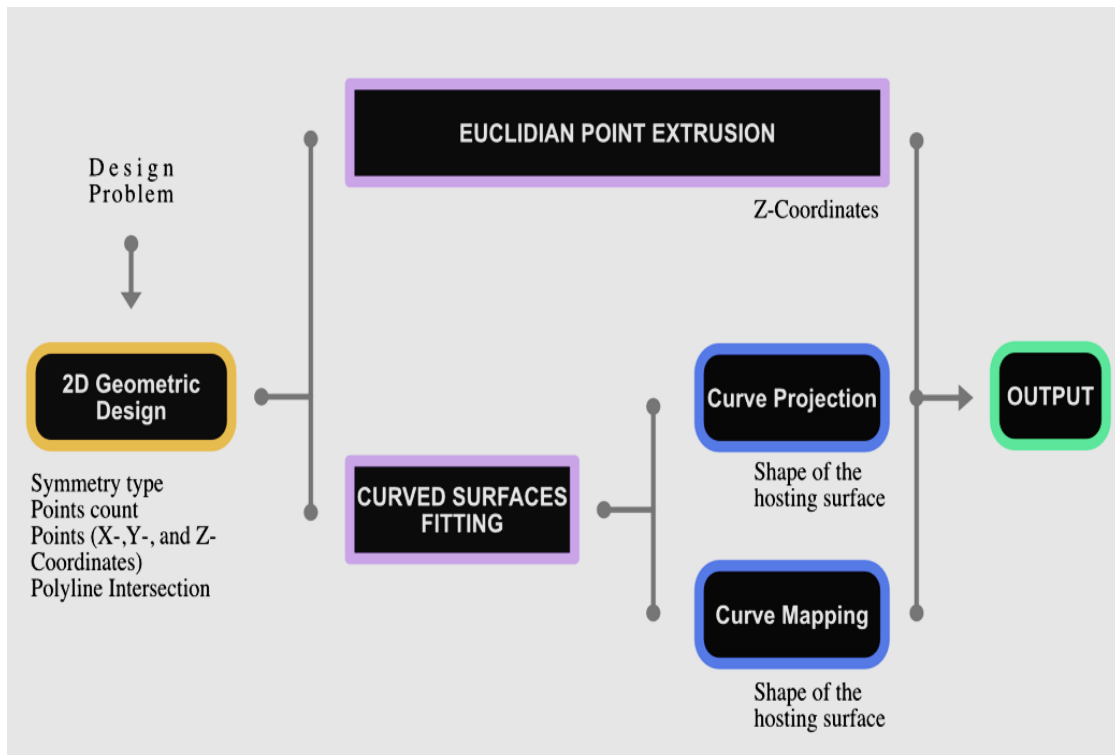 EUCLIDIAN POINT EXTRUSION
Z-Coordinates
Design
Problem
2D Geometric
Design
Symmetry type
Points count
Points (X-,Y-, and Z-
Coordinates)
Polyline Intersection
CURVED SURFACES
FITTING
Curve Projection
Shape of the
hosting surface
Curve Mapping
Shape of the
hosting surface
OUTPUT